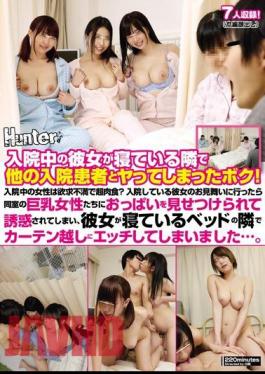 7人収録!
Hunter
入院中の彼女が寝ている隣で
他の入院患者とヤってしまったボク!
入院中の女性は欲求不満で超肉食?入院している彼女のお見舞いに行ったら
同室の巨乳女性たちにおっぱいを見せつけられて
誘惑されてしまい、彼女が寝ているベッドの隣で
カーテン越しにエッチしてしまいました…。
220minutes